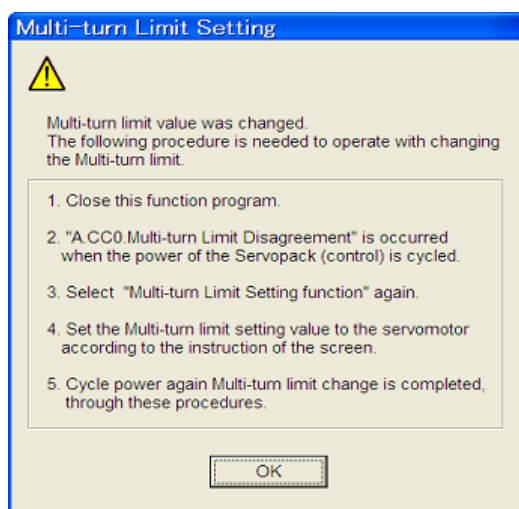 Multi-turn Limit Setting
Multi-turn limit value was changed.
The following procedure is needed to operate with changing
the Multi-turn limit.
1. Close this function program.
2. "A.CC0.Multi-turn Limit Disagreement" is occurred
when the power of the Servopack (control) is cycled.
3. Select "Multi-turn Limit Setting function" again.
4. Set the Multi-turn limit setting value to the servomotor
according to the instruction of the screen.
5. Cycle power again Multi-turn limit change is completed,
through these procedures.
OK